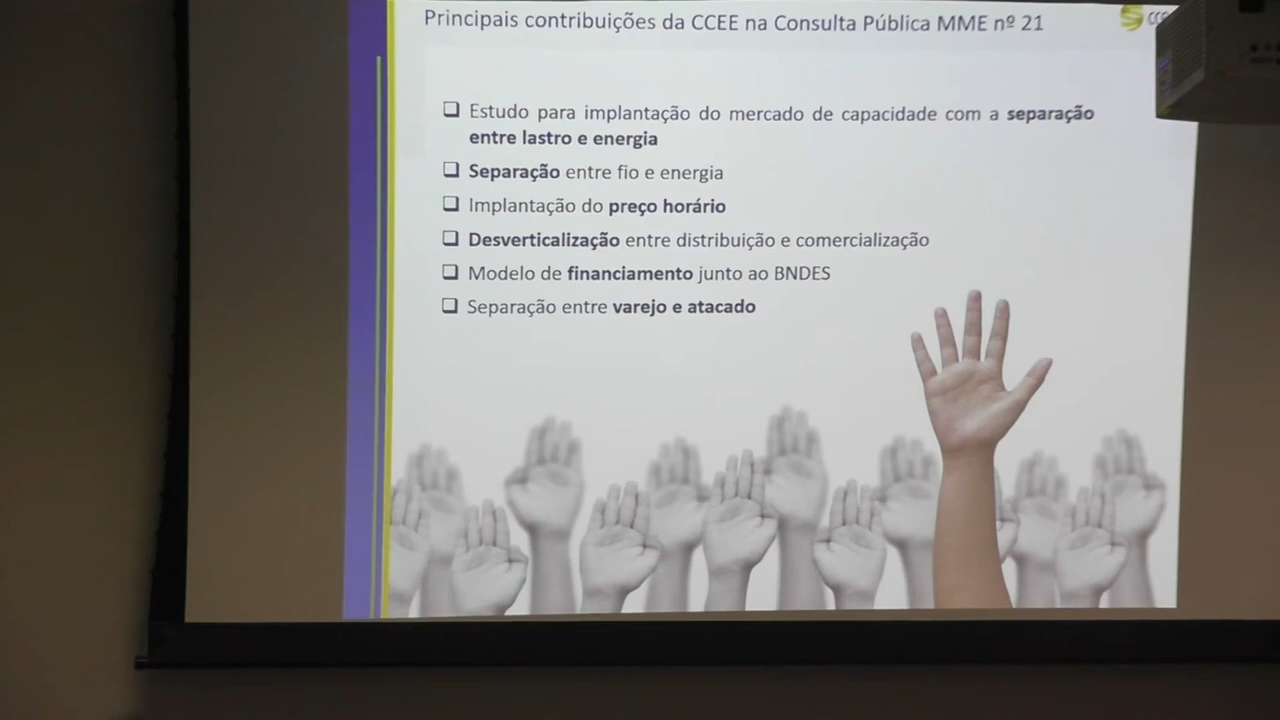 Principais contribuições da CCEE na Consulta Pública MME nº 21
Estudo para implantação do mercado de capacidade com a separação
entre lastro e energia
Separação entre fio e energia
Implantação do preço horário
Desverticalização entre distribuição e comercialização
Modelo de financiamento junto ao BNDES
Separação entre varejo e atacado